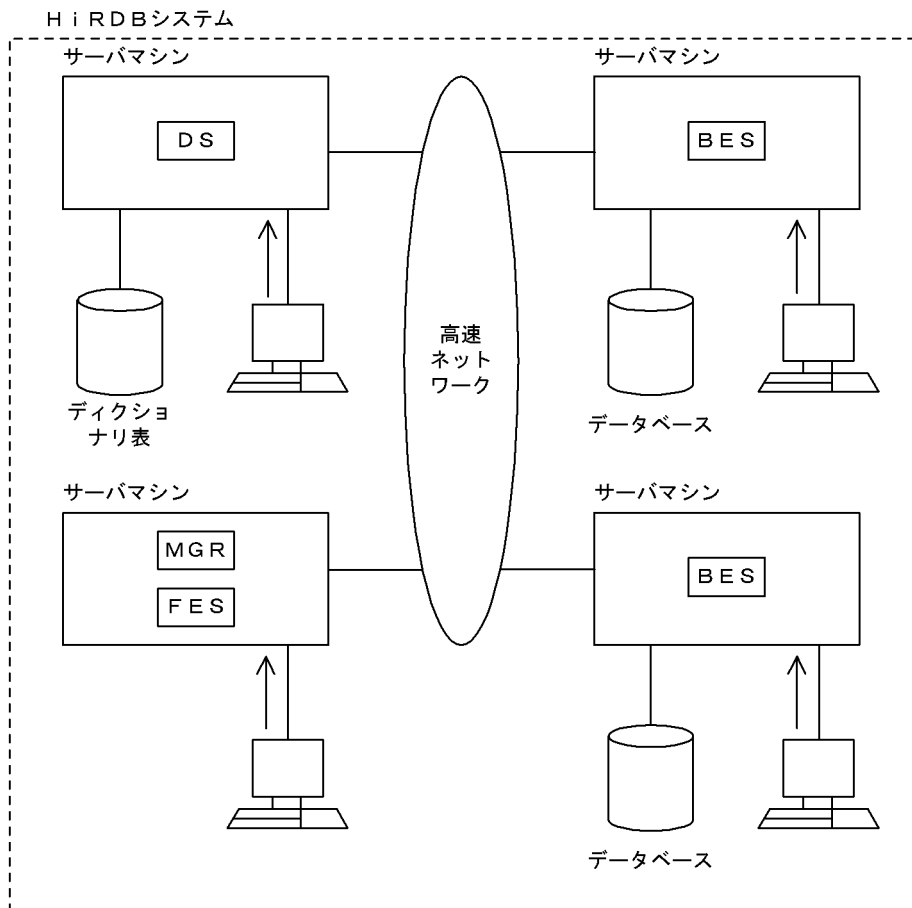 ＨｉＲＤＢシステム
サーバマシン
サーバマシン
ＤＳ
ＢＥＳ
高速
ネット
ワーク
ディクショ
ナリ表
データベース
サーバマシン
サーバマシン
ＭＧＲ
ＦＥＳ
ＢＥＳ
データベース